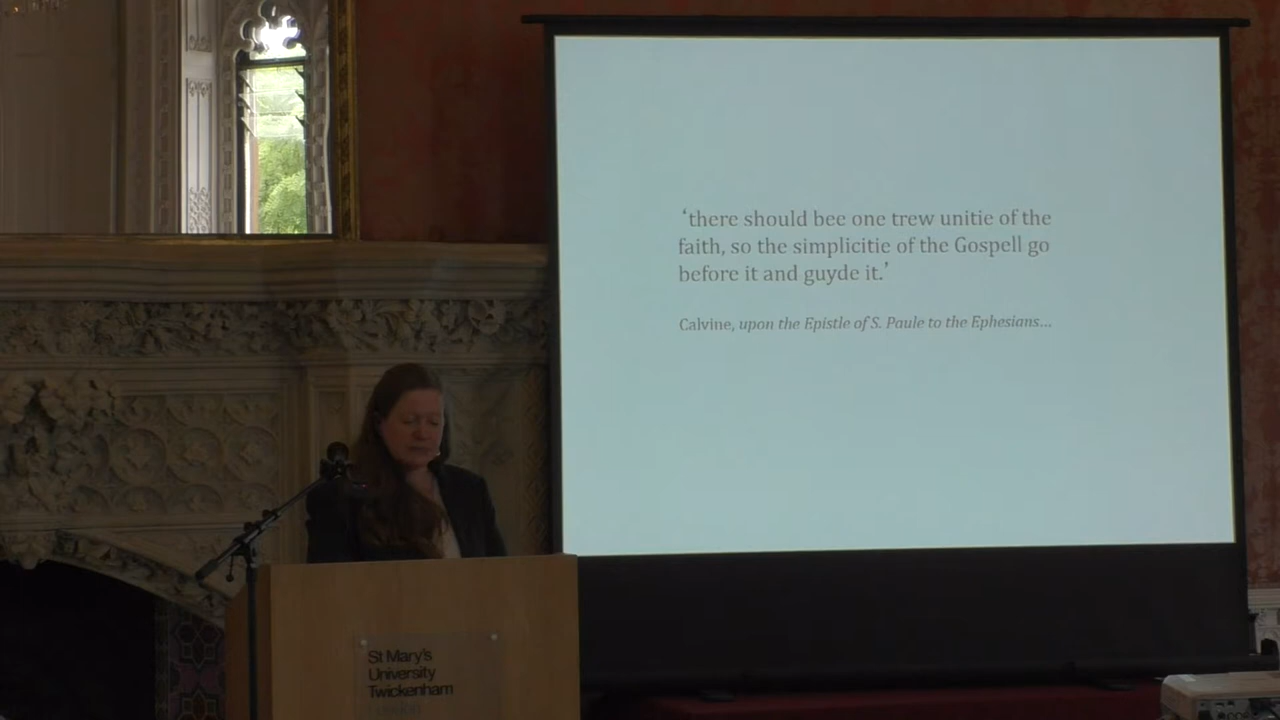 ‘there should bee one trew unitie of the
faith, so the simplicitie of the Gospell go
before it and guyde it.’
Calvine, upon the Epistle of S. Paule to the Ephesians...
St Mary's
University
Twickenham
London